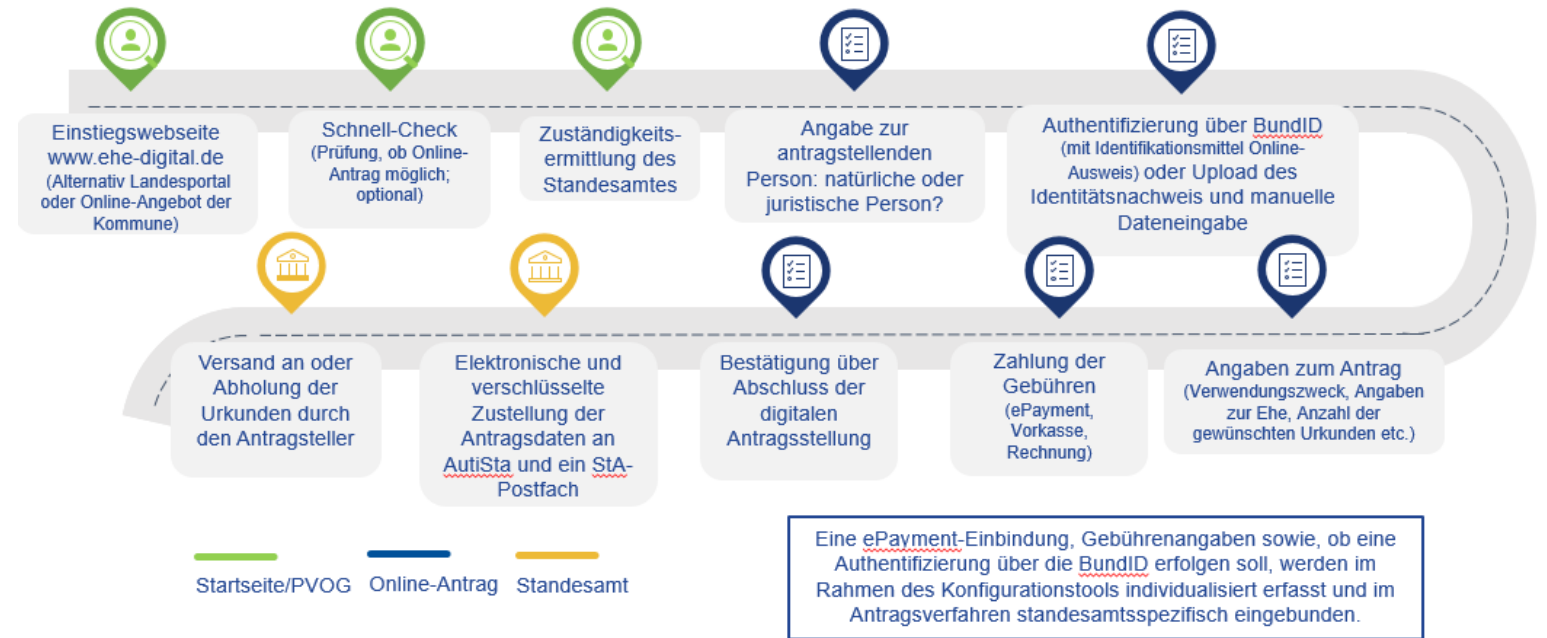 Einstiegswebseite
www.ehe-digital.de
(Alternativ Landesportal
oder Online-Angebot der
Kommune)
Schnell-Check
(Prüfung, ob Online-
Antrag möglich;
optional)
Zuständigkeits-
ermittlung des
Standesamtes
Angabe zur
antragstellenden
Person: natürliche oder
juristische Person?
Authentifizierung über BundID
(mit Identifikationsmittel Online-
Ausweis) oder Upload des
Identitätsnachweis und manuelle
Dateneingabe
Versand an oder
Abholung der
Urkunden durch
den Antragsteller
Elektronische und
verschlüsselte
Zustellung der
Antragsdaten an
AutiSta und ein StA-
Postfach
Bestätigung über
Abschluss der
digitalen
Antragsstellung
Zahlung der
Gebühren
(ePayment,
Vorkasse,
Rechnung)
Angaben zum Antrag
(Verwendungszweck, Angaben
zur Ehe, Anzahl der
gewünschten Urkunden etc.)
Startseite/PVOG Online-Antrag Standesamt
Eine ePayment-Einbindung, Gebührenangaben sowie, ob eine
Authentifizierung über die BundID erfolgen soll, werden im
Rahmen des Konfigurationstools individualisiert erfasst und im
Antragsverfahren standesamtsspezifisch eingebunden.